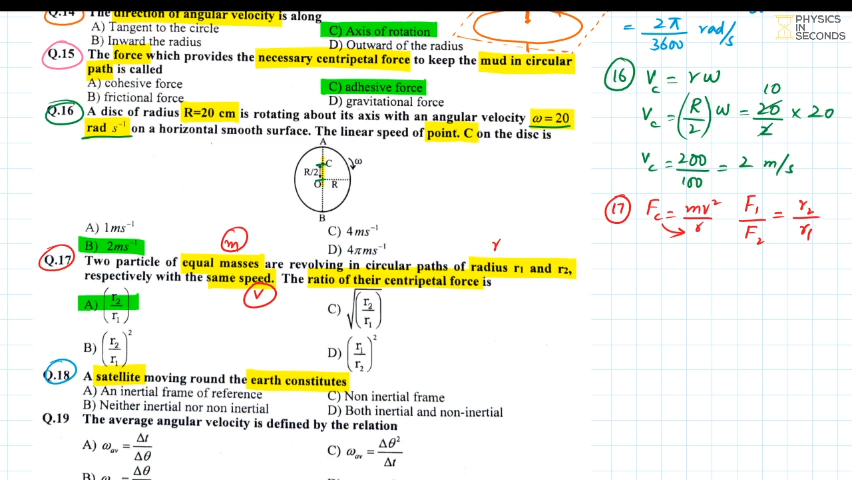 Q.14 The direction of angular velocity is along
A) Tangent to the circle
C) Axis of rotation
B) Inward the radius
D) Outward of the radius
Q.15 The force which provides the necessary centripetal force to keep the mud in circular
path is called
A) cohesive force
C) adhesive force
B) frictional force
D) gravitational force
Q.16 A disc of radius R=20 cm is rotating about its axis with an angular velocity ω = 20
rad s⁻¹ on a horizontal smooth surface. The linear speed of point. C on the disc is
A
C
ω
R/2
O
R
B
A) 1ms⁻¹
C) 4ms⁻¹
B) 2ms⁻¹
D) 4πms⁻¹
m
r
Q.17 Two particle of equal masses are revolving in circular paths of radius r₁ and r₂,
respectively with the same speed. The ratio of their centripetal force is
v
A) (r₂/r₁)
C) √(r₂/r₁)
B) (r₂/r₁)²
D) (r₁/r₂)²
Q.18 A satellite moving round the earth constitutes
A) An inertial frame of reference
C) Non inertial frame
B) Neither inertial nor non inertial
D) Both inertial and non-inertial
Q.19 The average angular velocity is defined by the relation
A) ω_av = Δt/Δθ
C) ω_av = Δθ²/Δt
Δθ
= 2π/3600 rad/s
PHYSICS
IN
SECONDS
16 V_c = rω
V_c = (R/2) ω = 20/2 × 20
10
V_c = 200/100 = 2 m/s
17 F_c = mv²/r F₁/F₂ = r₂/r₁